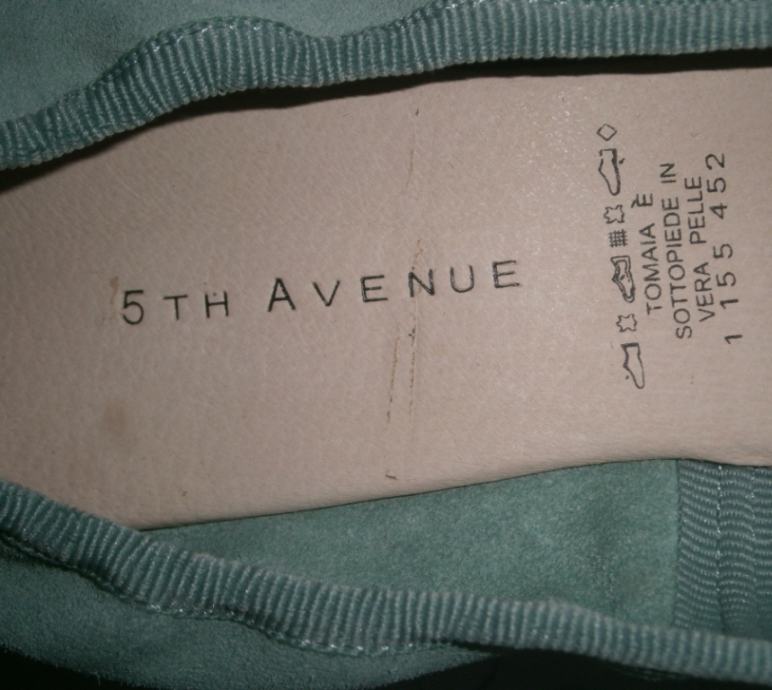 5TH AVENUE
TOMAIA È
SOTTOPIEDE IN
VERA PELLE
1 155 452